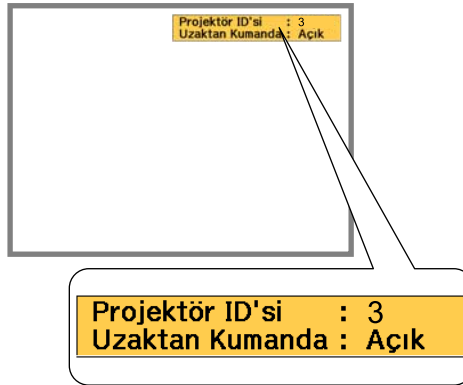 Projektör ID'si : 3
Uzaktan Kumanda : Açık
Projektör ID'si : 3
Uzaktan Kumanda : Açık